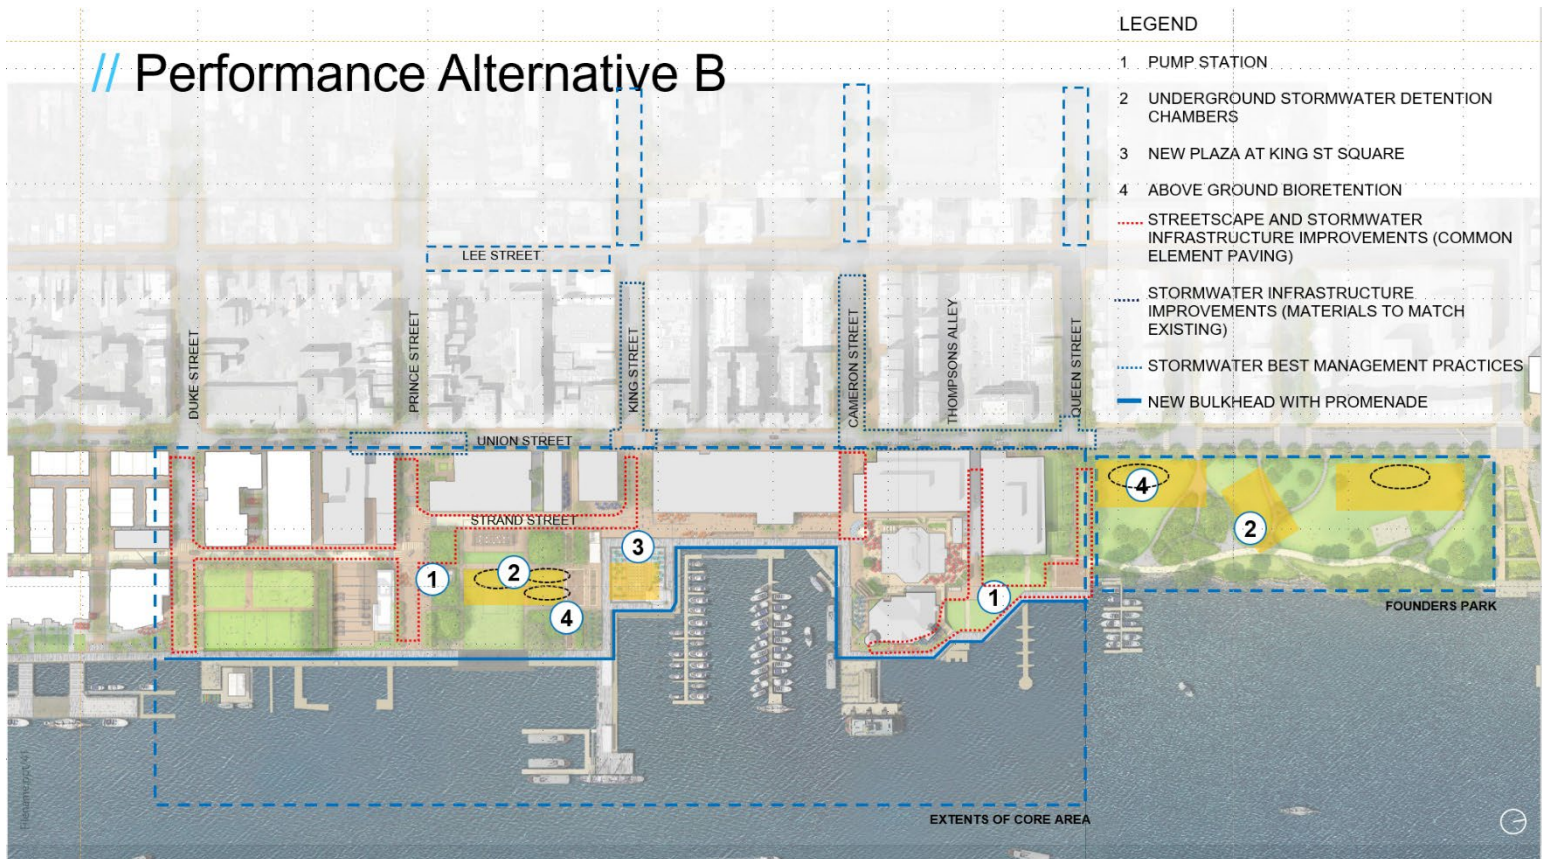 // Performance Alternative B
LEGEND
1 PUMP STATION
2 UNDERGROUND STORMWATER DETENTION
CHAMBERS
3 NEW PLAZA AT KING ST SQUARE
4 ABOVE GROUND BIORETENTION
STREETSCAPE AND STORMWATER
INFRASTRUCTURE IMPROVEMENTS (COMMON
ELEMENT PAVING)
STORMWATER INFRASTRUCTURE
IMPROVEMENTS (MATERIALS TO MATCH
EXISTING)
STORMWATER BEST MANAGEMENT PRACTICES
NEW BULKHEAD WITH PROMENADE
LEE STREET
DUKE STREET
PRINCE STREET
KING STREET
CAMERON STREET
THOMPSONS ALLEY
QUEEN STREET
UNION STREET
STRAND STREET
4
2
3
1
2
4
1
FOUNDERS PARK
EXTENTS OF CORE AREA